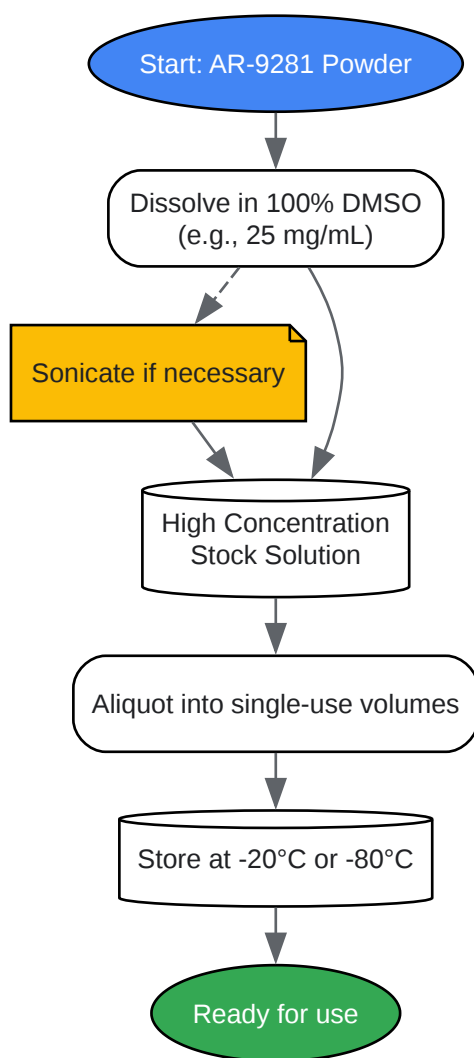 Start: AR-9281 Powder
Dissolve in 100% DMSO
(e.g., 25 mg/mL)
Sonicate if necessary
High Concentration
Stock Solution
Aliquot into single-use volumes
Store at -20°C or -80°C
Ready for use